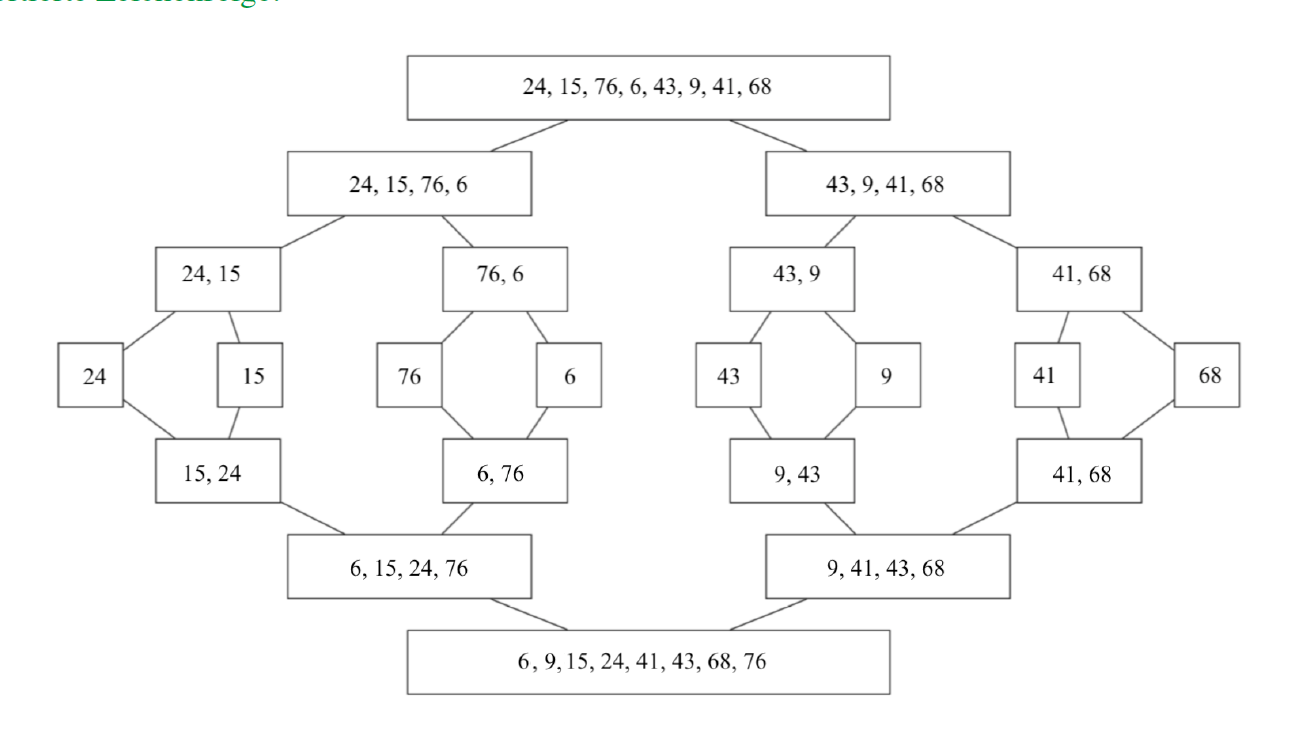 24, 15, 76, 6, 43, 9, 41, 68
24, 15, 76, 6
43, 9, 41, 68
24, 15
76, 6
43, 9
41, 68
24
15
76
6
43
9
41
68
15, 24
6, 76
9, 43
41, 68
6, 15, 24, 76
9, 41, 43, 68
6, 9, 15, 24, 41, 43, 68, 76